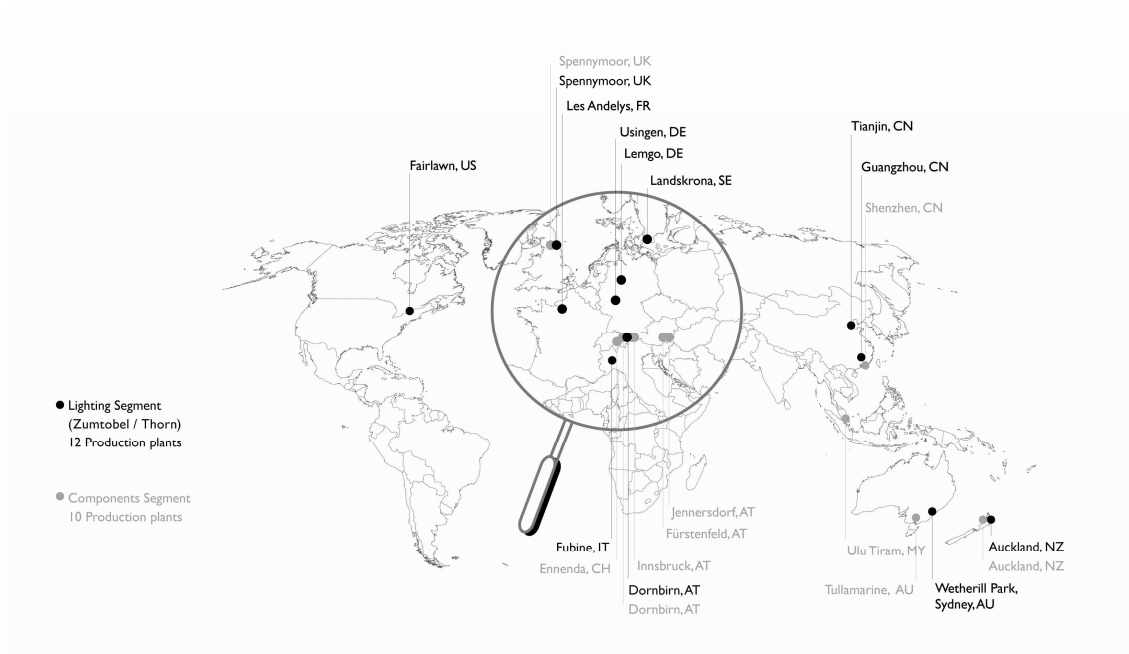 Spennymoor, UK
Spennymoor, UK
Les Andelys, FR
Usingen, DE
Lemgo, DE
Landskrona, SE
Fairlawn, US
Tianjin, CN
Guangzhou, CN
Shenzhen, CN
Lighting Segment
(Zumtobel / Thorn)
12 Production plants
Components Segment
10 Production plants
Jennersdorf, AT
Fürstenfeld, AT
Fubine, IT
Ennenda, CH
Innsbruck, AT
Dornbirn, AT
Dornbirn, AT
Ulu Tiram, MY
Auckland, NZ
Auckland, NZ
Tullamarine, AU
Wetherill Park,
Sydney, AU